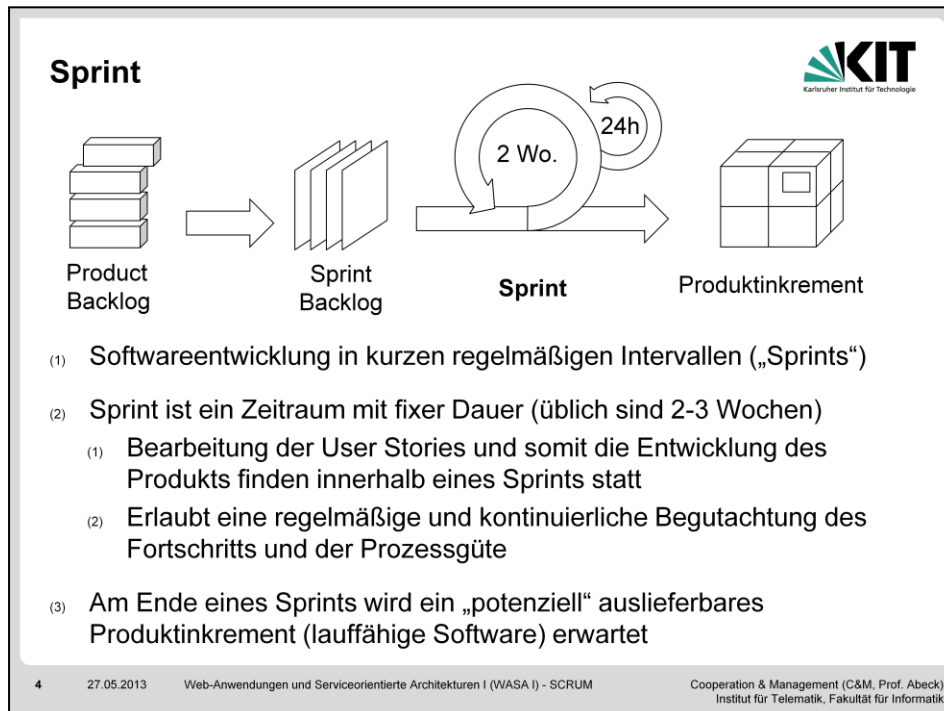 Sprint
KIT
Karlsruher Institut für Technologie
2 Wo.
24h
Product
Backlog
Sprint
Backlog
Sprint
Produktinkrement
(1) Softwareentwicklung in kurzen regelmäßigen Intervallen („Sprints“)
(2) Sprint ist ein Zeitraum mit fixer Dauer (üblich sind 2-3 Wochen)
(1) Bearbeitung der User Stories und somit die Entwicklung des
Produkts finden innerhalb eines Sprints statt
(2) Erlaubt eine regelmäßige und kontinuierliche Begutachtung des
Fortschritts und der Prozessgüte
(3) Am Ende eines Sprints wird ein „potenziell“ auslieferbares
Produktinkrement (lauffähige Software) erwartet
4 27.05.2013 Web-Anwendungen und Serviceorientierte Architekturen I (WASA I) - SCRUM Cooperation & Management (C&M, Prof. Abeck)
Institut für Telematik, Fakultät für Informatik